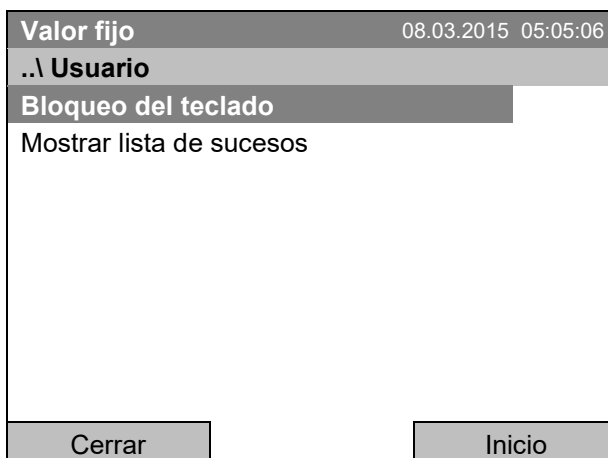 Valor fijo 08.03.2015 05:05:06
..\ Usuario
Bloqueo del teclado
Mostrar lista de sucesos
Cerrar Inicio